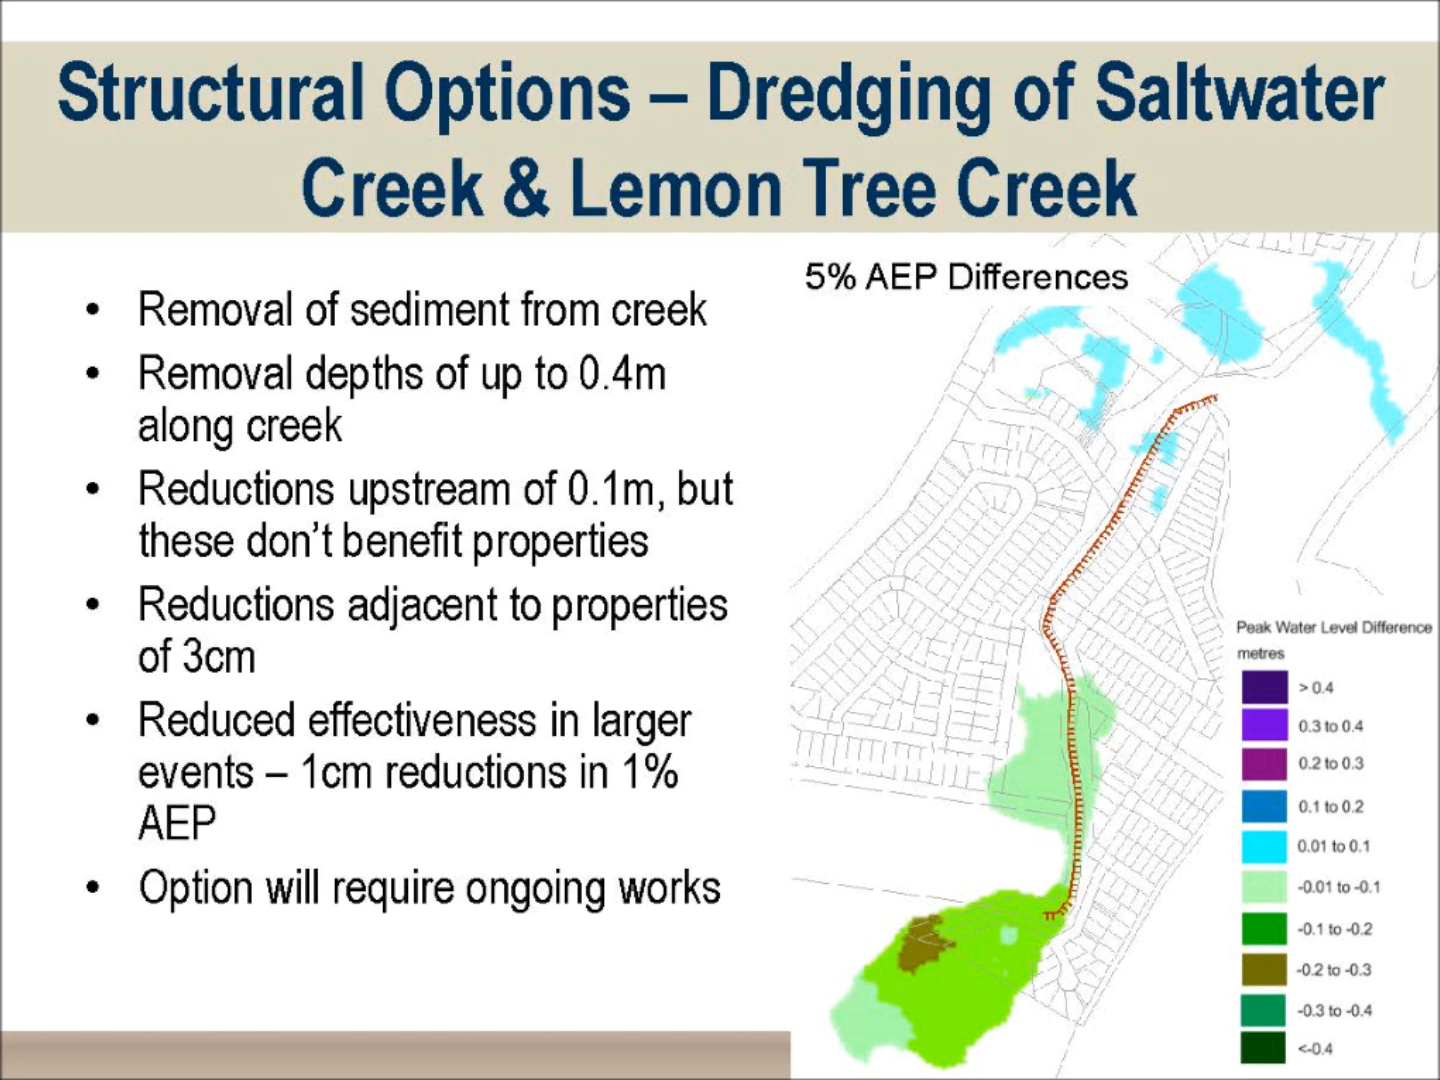 Structural Options – Dredging of Saltwater
Creek & Lemon Tree Creek
5% AEP Differences
• Removal of sediment from creek
• Removal depths of up to 0.4m
along creek
• Reductions upstream of 0.1m, but
these don't benefit properties
• Reductions adjacent to properties
of 3cm
• Reduced effectiveness in larger
events – 1cm reductions in 1%
AEP
• Option will require ongoing works
Peak Water Level Difference
metres
> 0.4
0.3 to 0.4
0.2 to 0.3
0.1 to 0.2
0.01 to 0.1
-0.01 to -0.1
-0.1 to -0.2
-0.2 to -0.3
-0.3 to -0.4
<-0.4